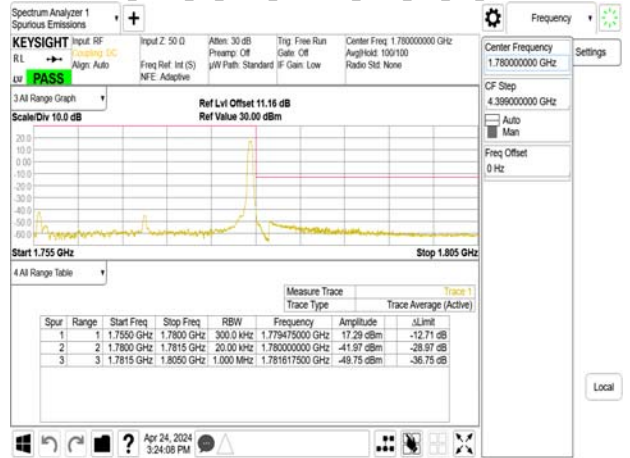 Spectrum Analyzer 1
Spurious Emissions
+
Frequency
KEYSIGHT
RL
PASS
Input: RF
Coupling: DC
Align: Auto
Input Z: 50 Ω
Freq Ref: Int (S)
NFE: Adaptive
Atten: 30 dB
Preamp: Off
µW Path: Standard
Trig: Free Run
Gate: Off
IF Gain: Low
Center Freq: 1.780000000 GHz
Avg|Hold: 100/100
Radio Std: None
Center Frequency
1.780000000 GHz
Settings
CF Step
4.399000000 GHz
Auto
Man
Freq Offset
0 Hz
Local
3 All Range Graph
Scale/Div 10.0 dB
Ref Lvl Offset 11.16 dB
Ref Value 30.00 dBm
20.0
10.0
0.00
-10.0
-20.0
-30.0
-40.0
-50.0
-60.0
Start 1.755 GHz
Stop 1.805 GHz
4 All Range Table
Measure Trace Trace 1
Trace Type Trace Average (Active)
Spur Range Start Freq Stop Freq RBW Frequency Amplitude ΔLimit
1 1 1.7550 GHz 1.7800 GHz 300.0 kHz 1.779475000 GHz 17.29 dBm -12.71 dB
2 2 1.7800 GHz 1.7815 GHz 20.00 kHz 1.780000000 GHz -41.97 dBm -28.97 dB
3 3 1.7815 GHz 1.8050 GHz 1.000 MHz 1.781617500 GHz -49.75 dBm -36.75 dB
?
Apr 24, 2024
3:24:08 PM